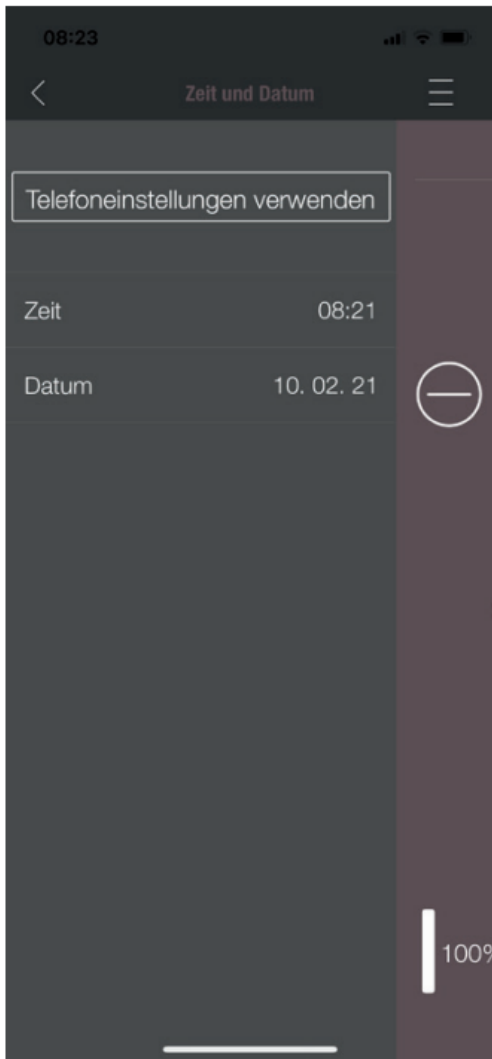 08:23
Zeit und Datum
Telefoneinstellungen verwenden
Zeit 08:21
Datum 10. 02. 21
100%